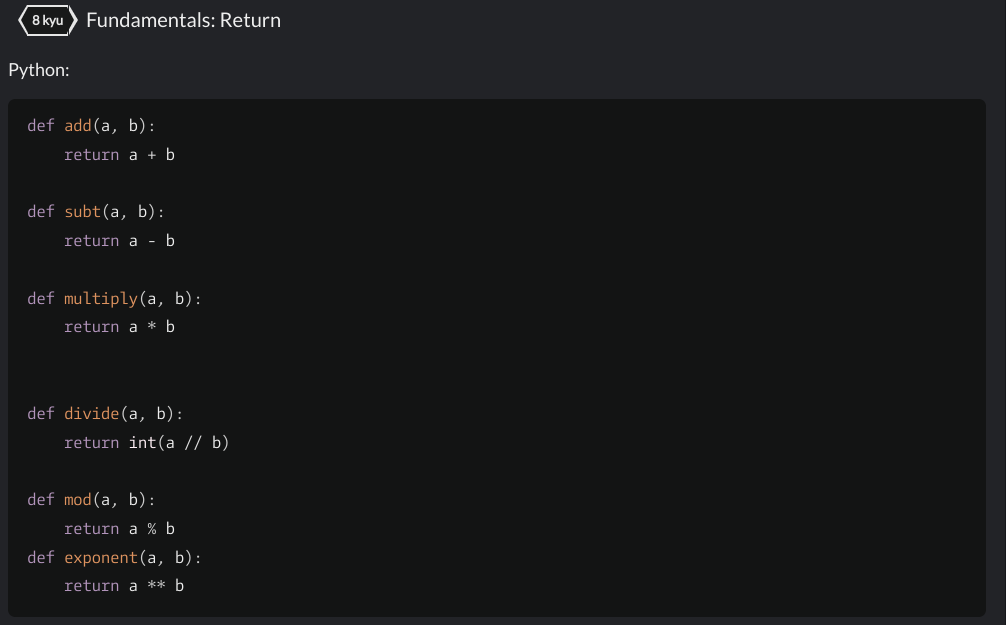 8 kyu Fundamentals: Return
Python:
def add(a, b):
    return a + b
def subt(a, b):
    return a - b
def multiply(a, b):
    return a * b
def divide(a, b):
    return int(a // b)
def mod(a, b):
    return a % b
def exponent(a, b):
    return a ** b